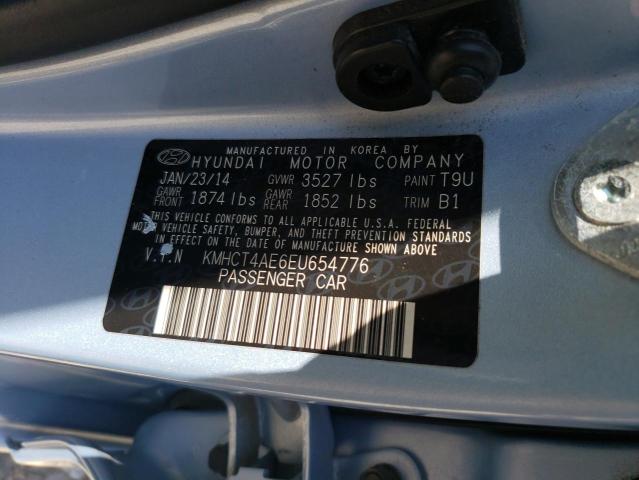 MANUFACTURED IN KOREA BY
HYUNDAI MOTOR COMPANY
JAN/23/14 GVWR 3527 lbs PAINT T9U
GAWR FRONT 1874 lbs GAWR REAR 1852 lbs TRIM B1
THIS VEHICLE CONFORMS TO ALL APPLICABLE U.S.A. FEDERAL
MOTOR VEHICLE SAFETY, BUMPER, AND THEFT PREVENTION STANDARDS
IN EFFECT ON THE DATE OF MANUFACTURE SHOWN ABOVE.
V.I.N KMHCT4AE6EU654776
PASSENGER CAR